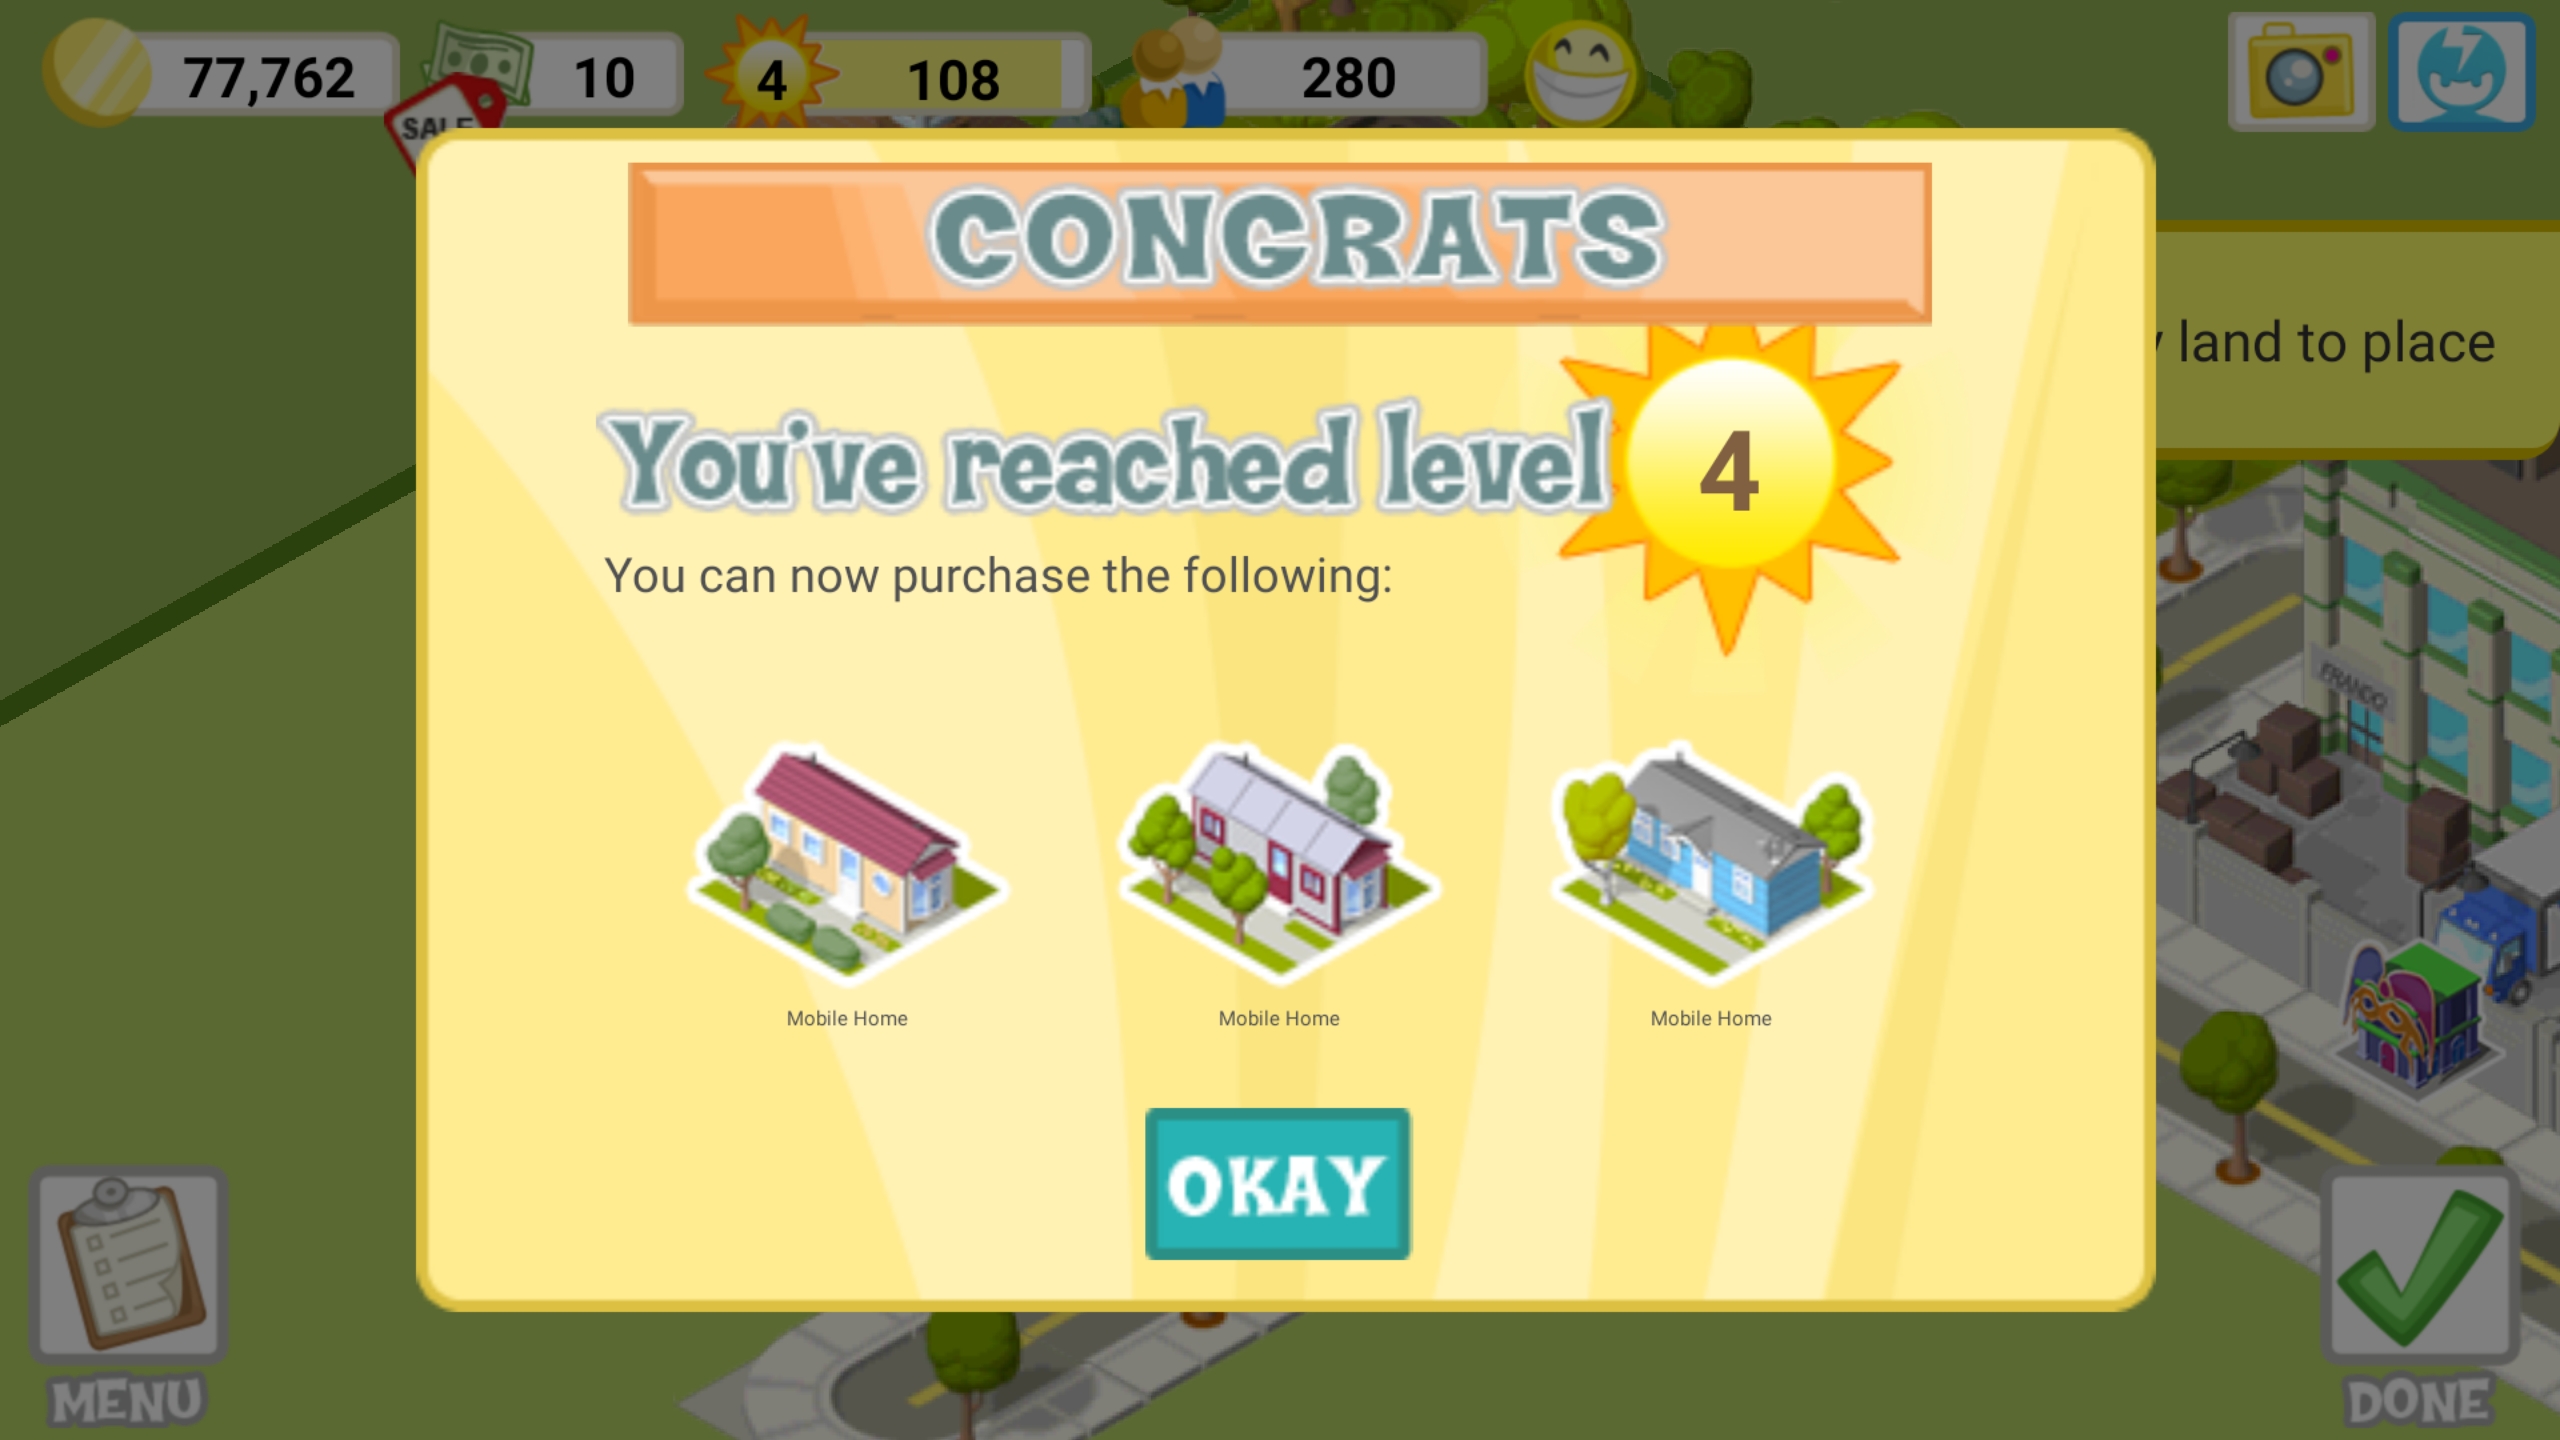 77,762
10
4
108
280
SALE
CONGRATS
land to place
You've reached level
4
You can now purchase the following:
Mobile Home
Mobile Home
Mobile Home
OKAY
MENU
DONE